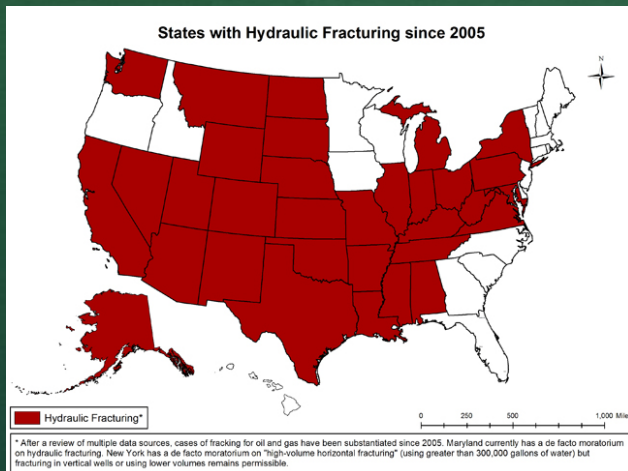 States with Hydraulic Fracturing since 2005
N
Hydraulic Fracturing*
0 250 500 1,000 Mile
* After a review of multiple data sources, cases of fracking for oil and gas have been substantiated since 2005. Maryland currently has a de facto moratorium
on hydraulic fracturing. New York has a de facto moratorium on "high-volume horizontal fracturing" (using greater than 300,000 gallons of water) but
fracturing in vertical wells or using lower volumes remains permissible.